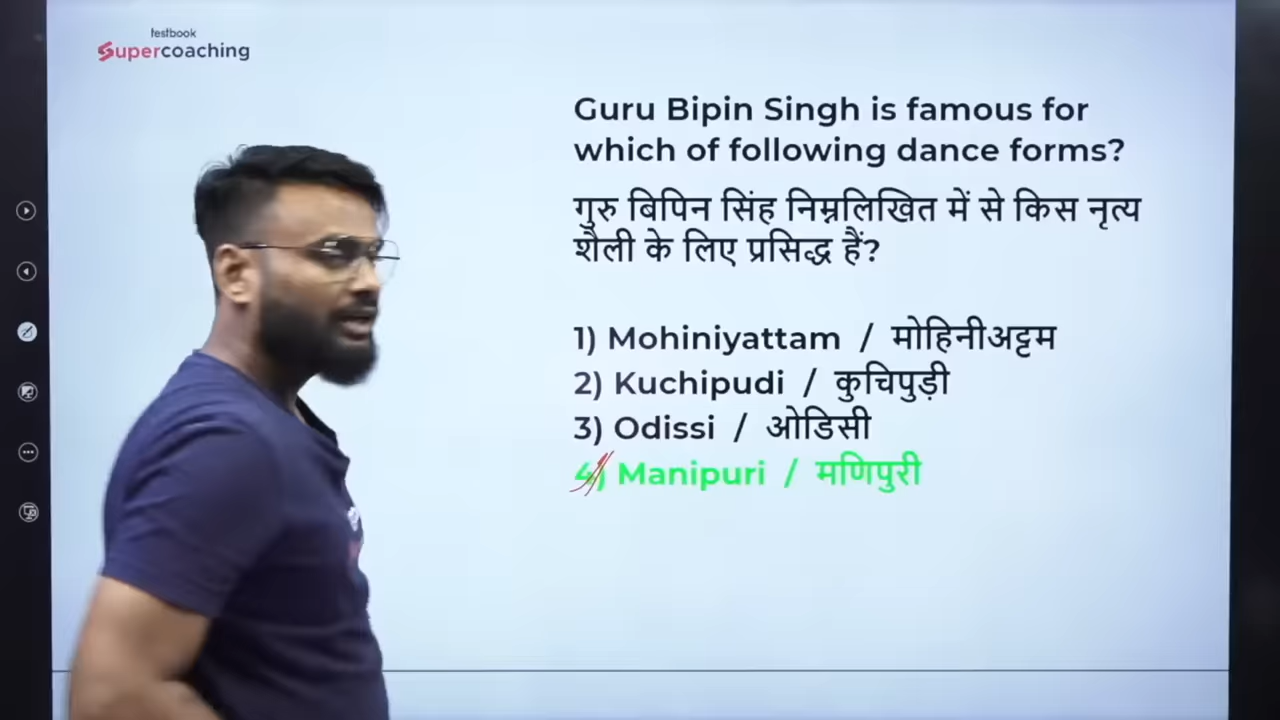 testbook
Supercoaching
Guru Bipin Singh is famous for
which of following dance forms?
गुरु बिपिन सिंह निम्नलिखित में से किस नृत्य
शैली के लिए प्रसिद्ध हैं?
1) Mohiniyattam / मोहिनीअट्टम
2) Kuchipudi / कुचिपुड़ी
3) Odissi / ओडिसी
4) Manipuri / मणिपुरी